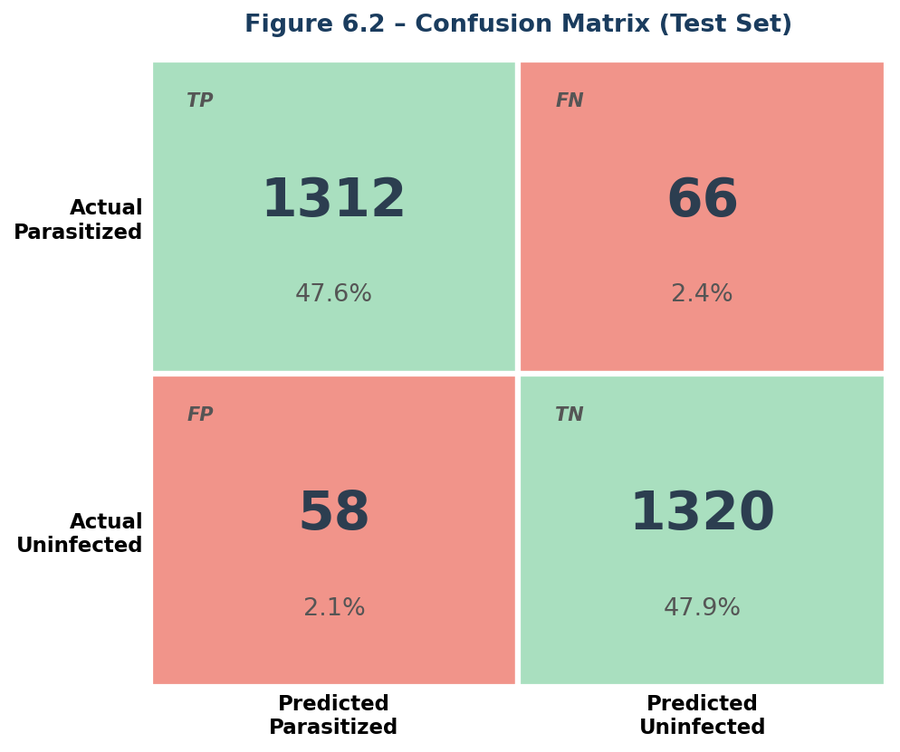 Figure 6.2 – Confusion Matrix (Test Set)
TP
FN
1312
66
Actual
Parasitized
47.6%
2.4%
FP
TN
58
1320
Actual
Uninfected
2.1%
47.9%
Predicted
Parasitized
Predicted
Uninfected